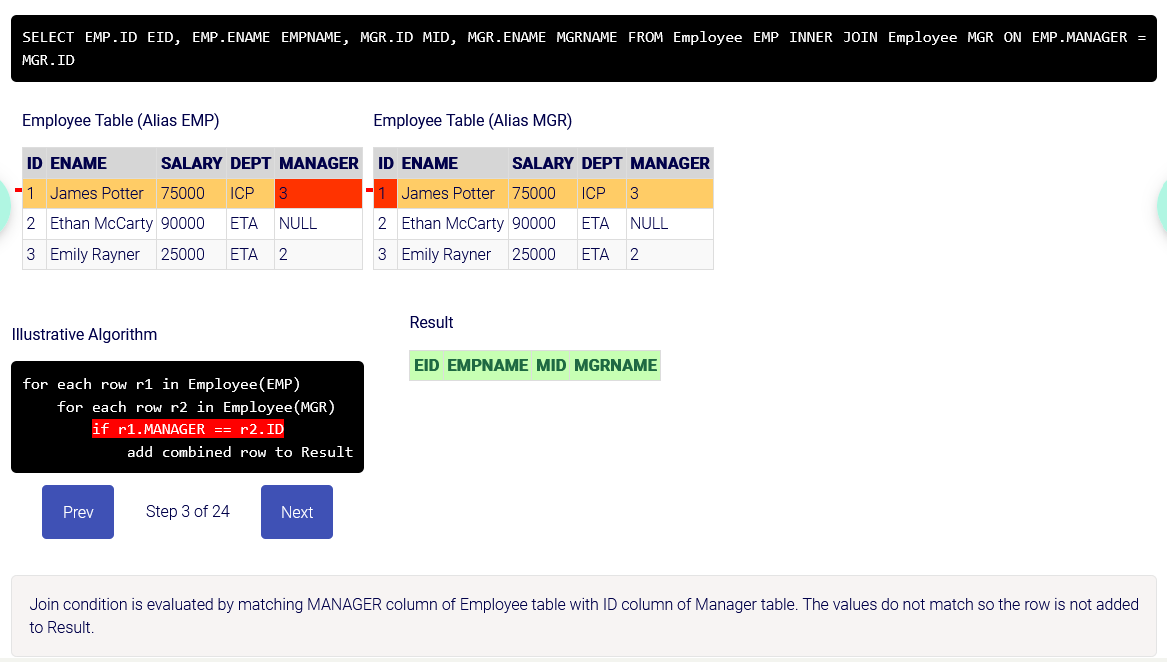 SELECT EMP.ID EID, EMP.ENAME EMPNAME, MGR.ID MID, MGR.ENAME MGRNAME FROM Employee EMP INNER JOIN Employee MGR ON EMP.MANAGER =
MGR.ID
Employee Table (Alias EMP)
ID ENAME SALARY DEPT MANAGER
1 James Potter 75000 ICP 3
2 Ethan McCarty 90000 ETA NULL
3 Emily Rayner 25000 ETA 2
Employee Table (Alias MGR)
ID ENAME SALARY DEPT MANAGER
1 James Potter 75000 ICP 3
2 Ethan McCarty 90000 ETA NULL
3 Emily Rayner 25000 ETA 2
Illustrative Algorithm
for each row r1 in Employee(EMP)
for each row r2 in Employee(MGR)
if r1.MANAGER == r2.ID
add combined row to Result
Prev Step 3 of 24 Next
Result
EID EMPNAME MID MGRNAME
Join condition is evaluated by matching MANAGER column of Employee table with ID column of Manager table. The values do not match so the row is not added
to Result.